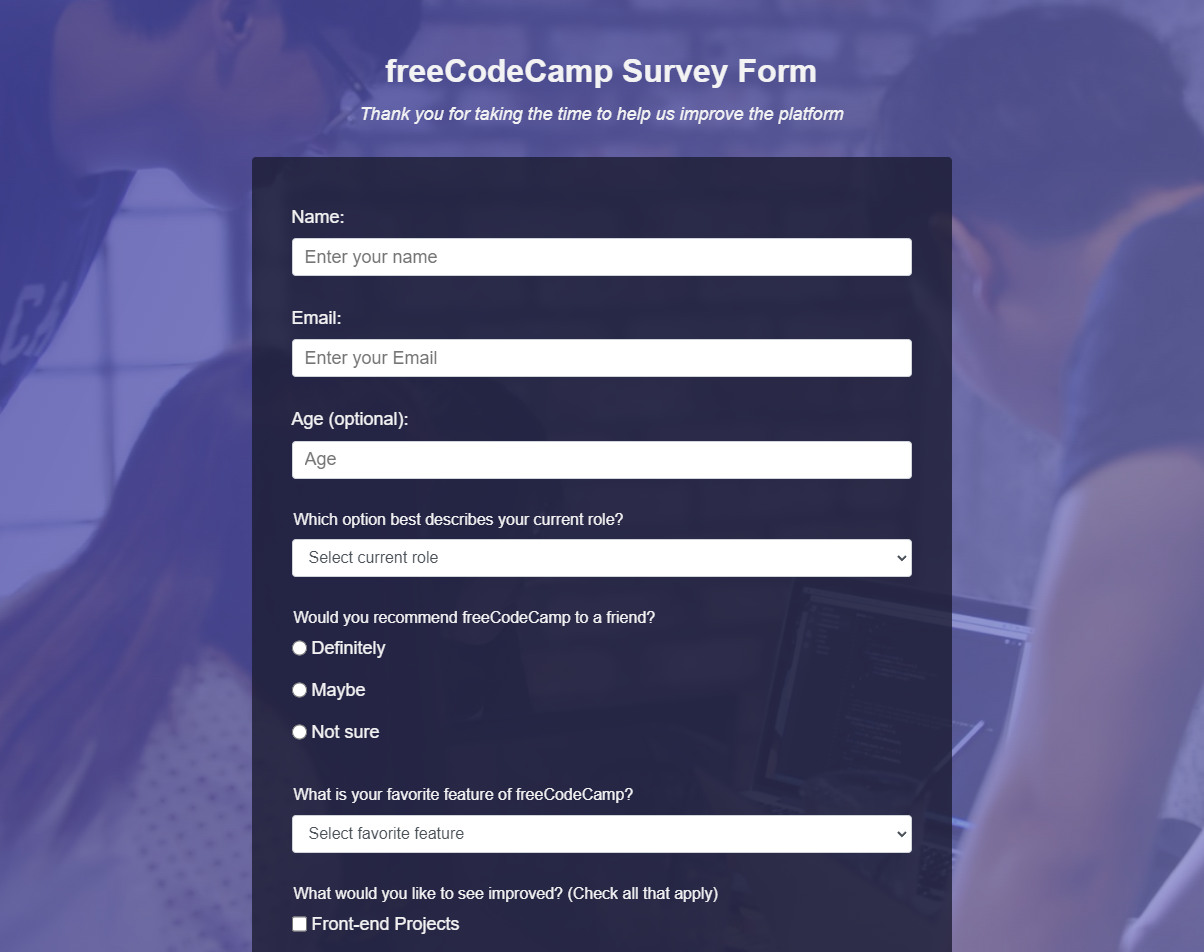 freeCodeCamp Survey Form
Thank you for taking the time to help us improve the platform
Name:
Enter your name
Email:
Enter your Email
Age (optional):
Age
Which option best describes your current role?
Select current role
Would you recommend freeCodeCamp to a friend?
Definitely
Maybe
Not sure
What is your favorite feature of freeCodeCamp?
Select favorite feature
What would you like to see improved? (Check all that apply)
Front-end Projects